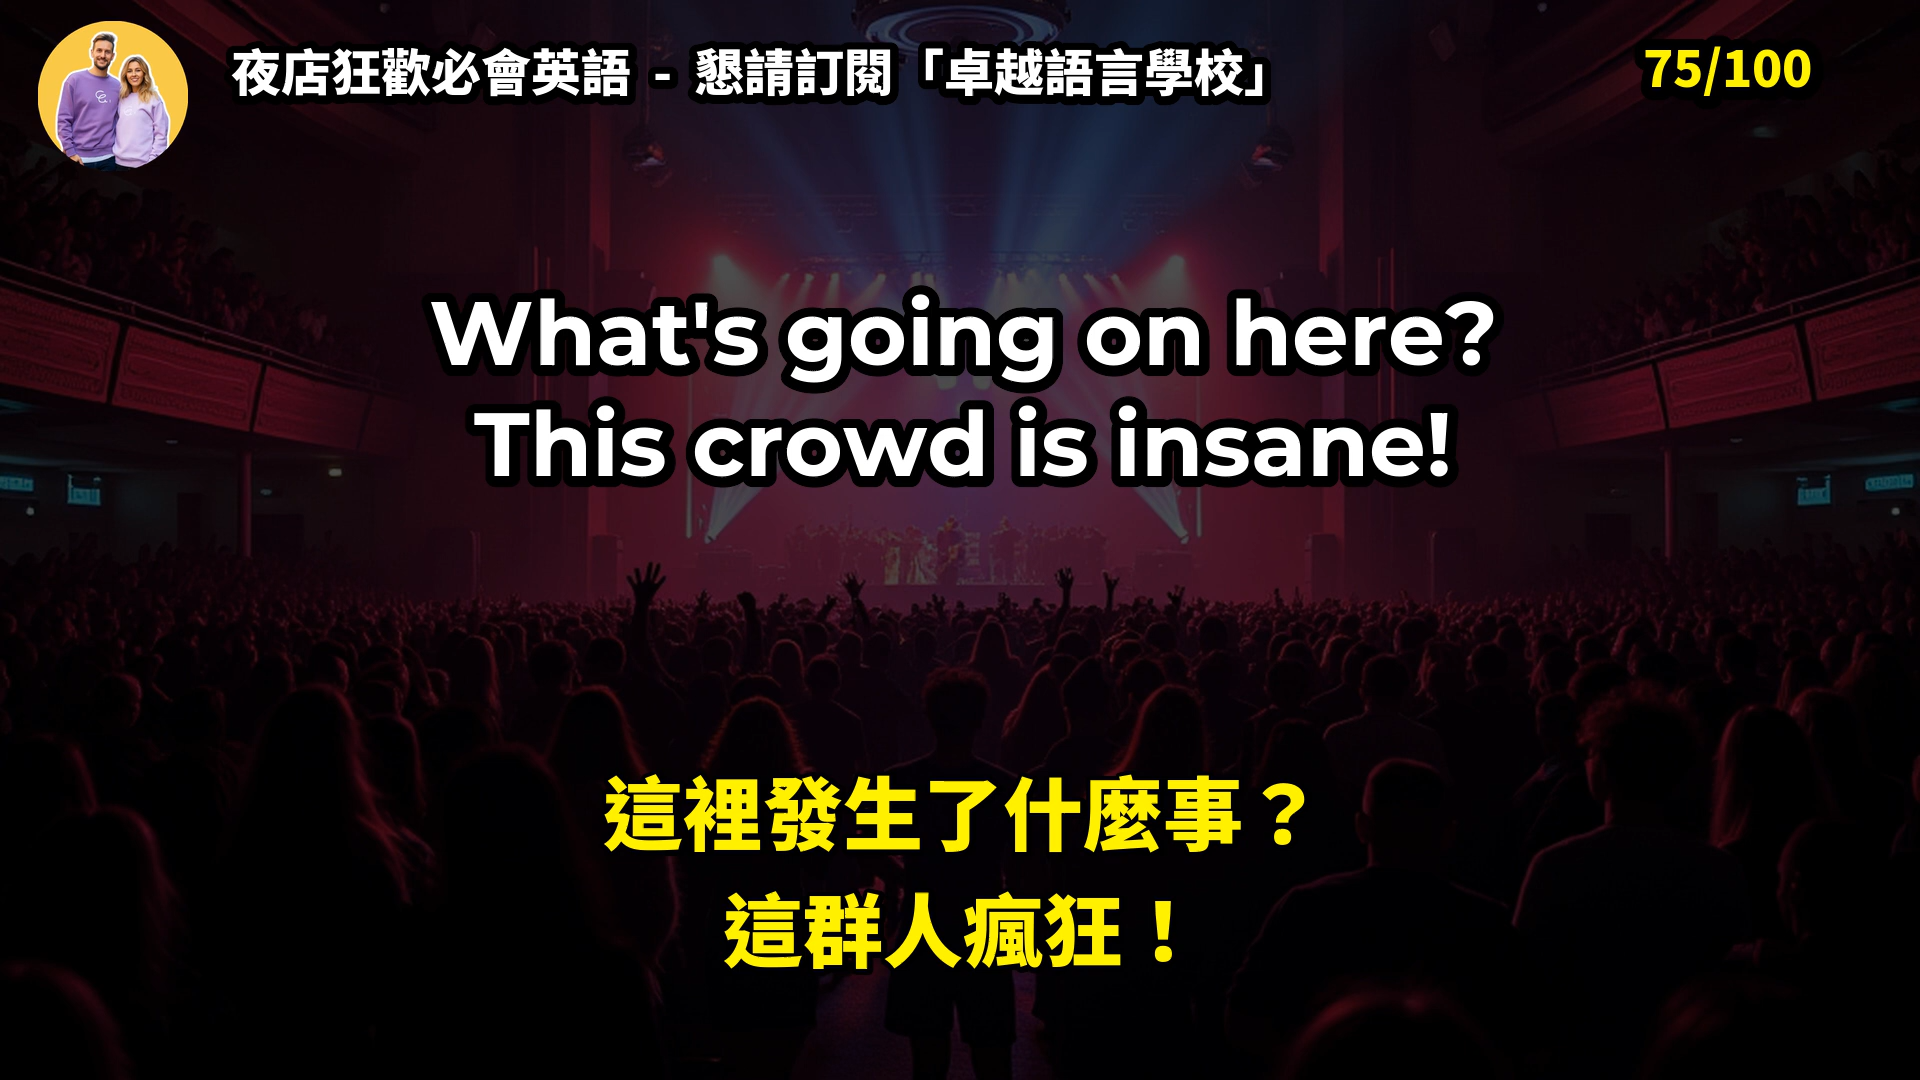 夜店狂歡必會英語 - 懇請訂閱「卓越語言學校」
75/100
What's going on here?
This crowd is insane!
這裡發生了什麼事？
這群人瘋狂！